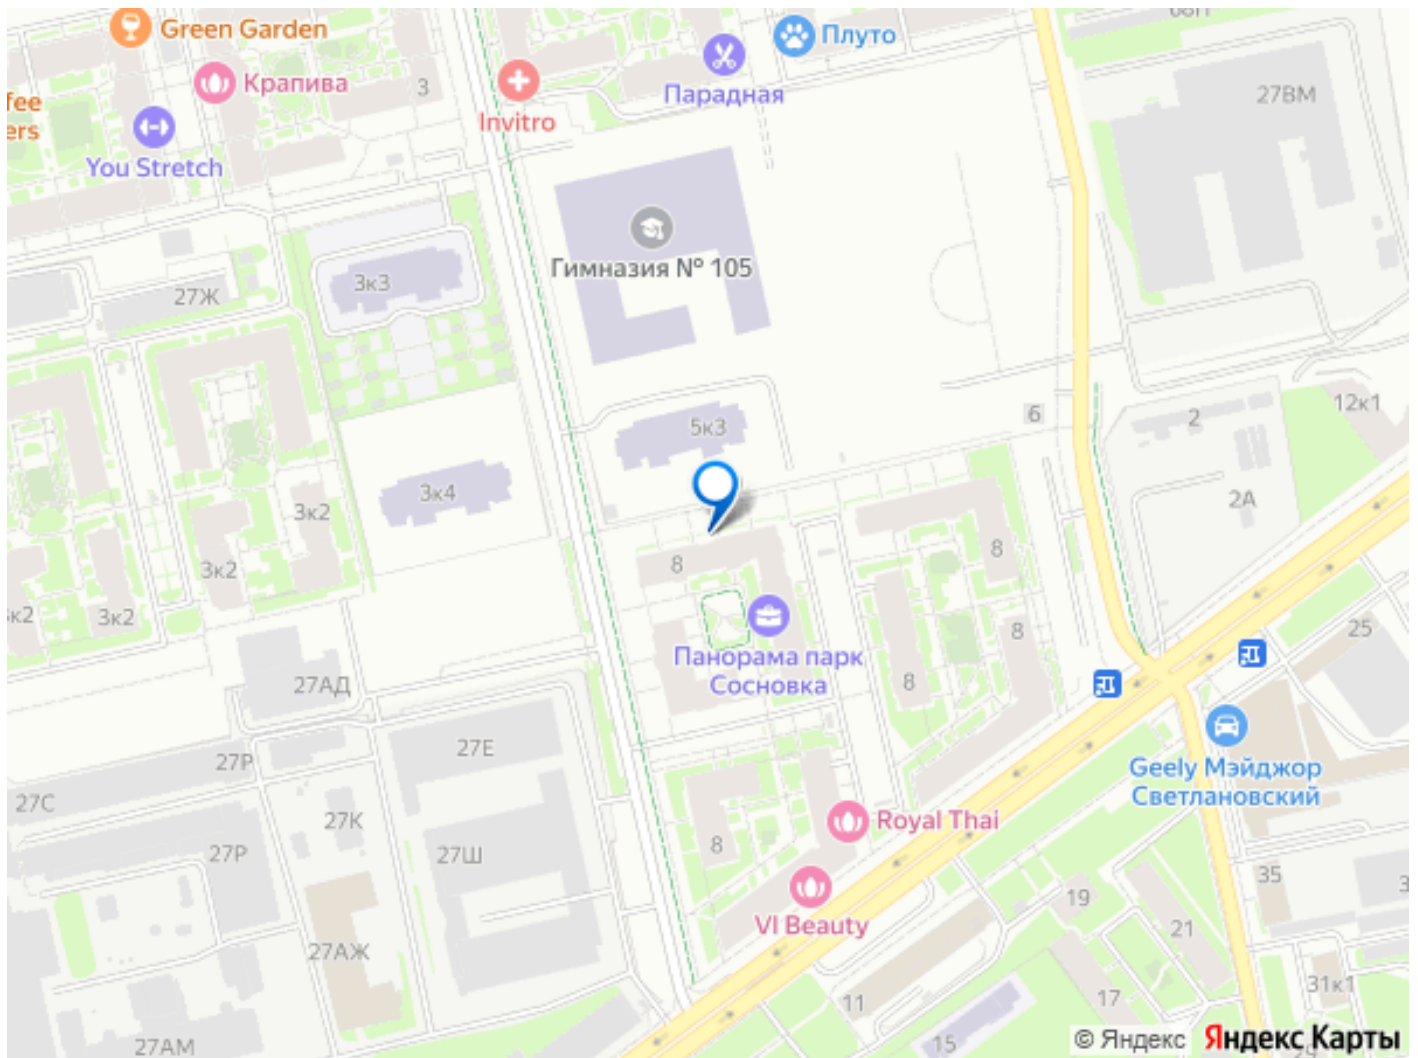 Green Garden
Плуто
Крапива
3
Парадная
27ВМ
fee
ers
Invitro
You Stretch
Гимназия № 105
3к3
27Ж
12к1
6
2
5к3
3к4
3к2
2А
8
8
3к2
3к2
3к2
8
25
Панорама парк
Сосновка
8
27АД
27Е
27Р
Geely Мэйджор
Светлановский
27С
27К
Royal Thai
8
27Р
27Ш
35
19
VI Beauty
21
27АЖ
31к1
17
11
15
27АМ
© Яндекс
Яндекс Карты